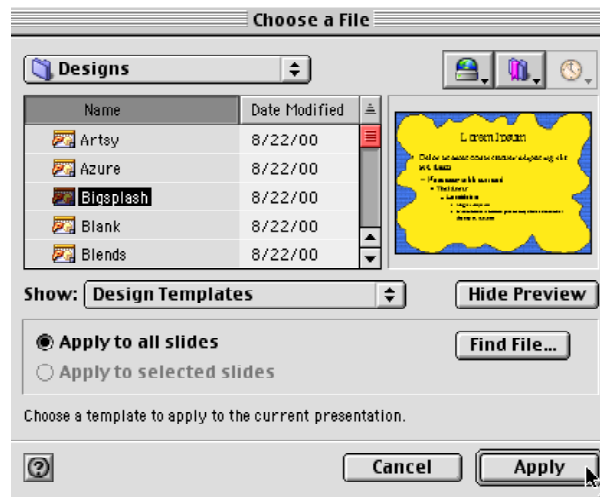 Choose a File
Designs
Name Date Modified
Artsy 8/22/00
Azure 8/22/00
Bigsplash 8/22/00
Blank 8/22/00
Blends 8/22/00
Lorem Ipsum
Show: Design Templates
Hide Preview
Apply to all slides
Find File...
Apply to selected slides
Choose a template to apply to the current presentation.
?
Cancel
Apply